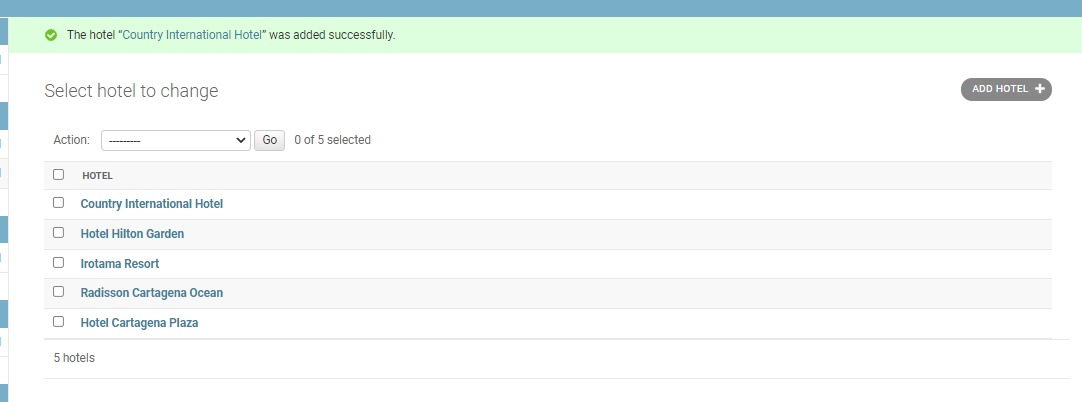 The hotel “Country International Hotel” was added successfully.
Select hotel to change
ADD HOTEL +
Action: --------- Go 0 of 5 selected
HOTEL
Country International Hotel
Hotel Hilton Garden
Irotama Resort
Radisson Cartagena Ocean
Hotel Cartagena Plaza
5 hotels